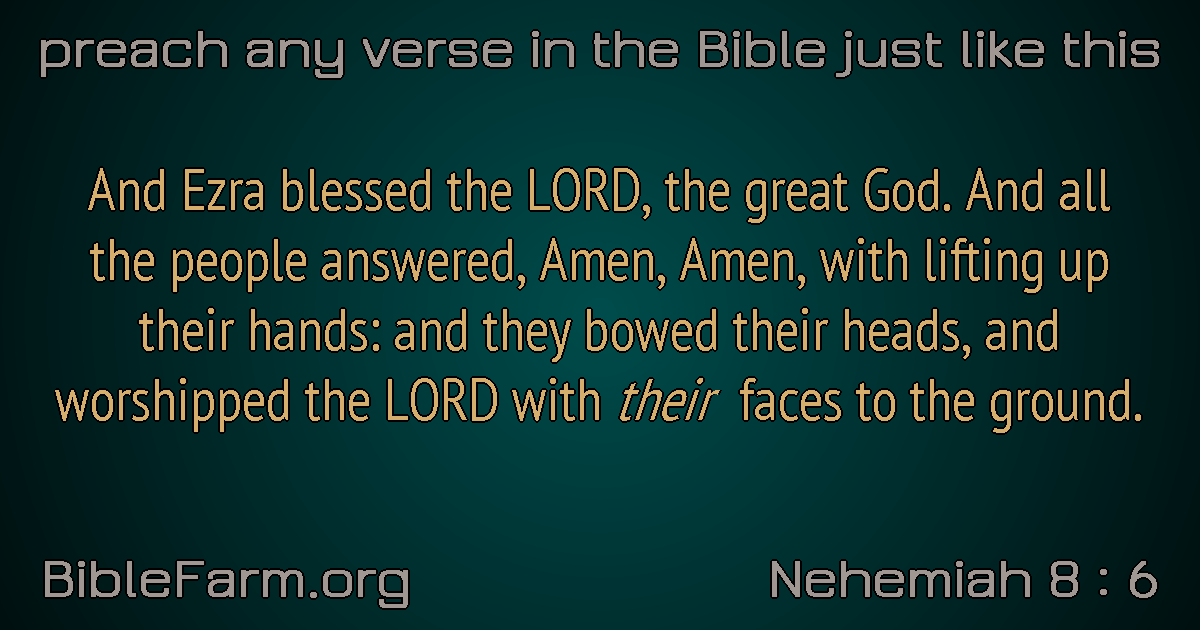 preach any verse in the Bible just like this
And Ezra blessed the LORD, the great God. And all
the people answered, Amen, Amen, with lifting up
their hands: and they bowed their heads, and
worshipped the LORD with their faces to the ground.
BibleFarm.org
Nehemiah 8 : 6